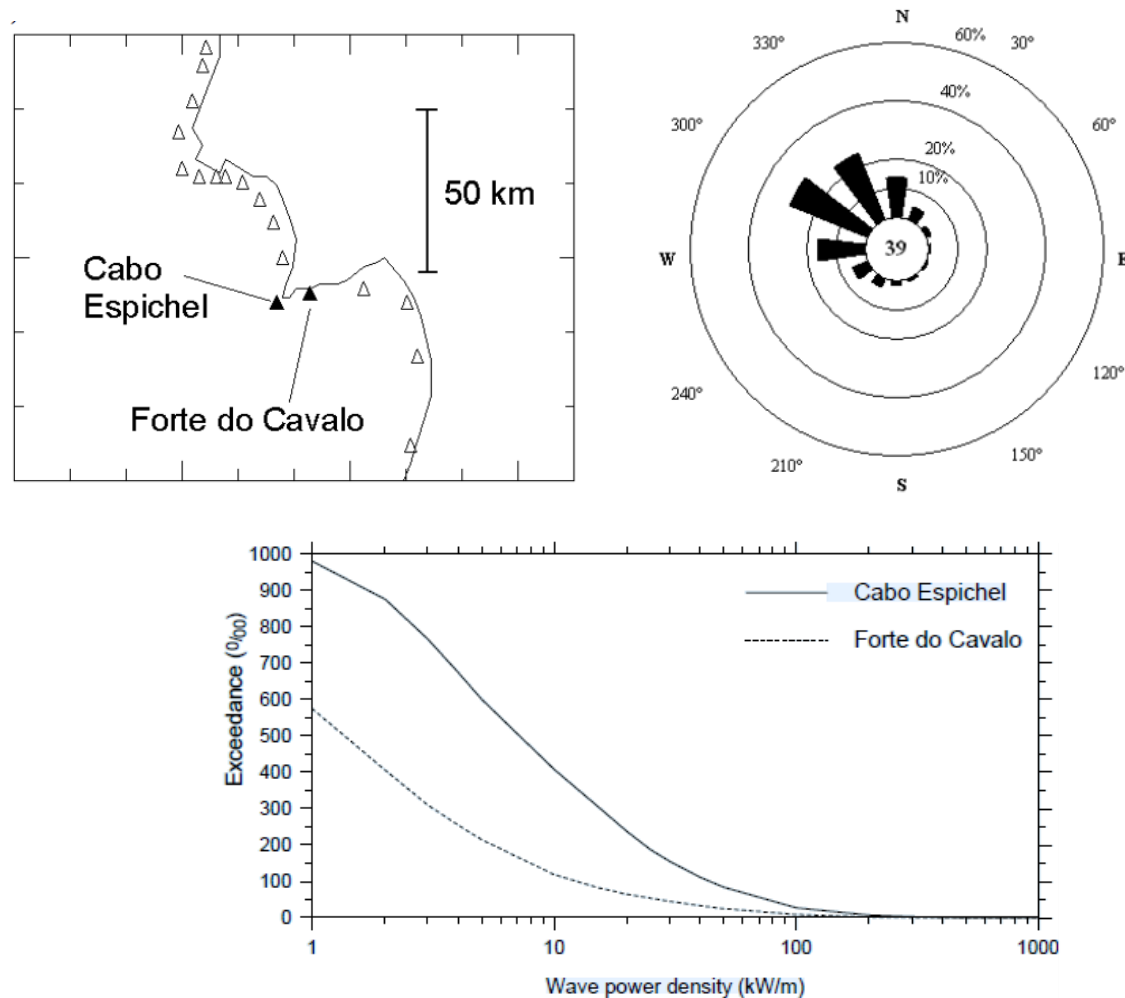 50 km
Cabo
Espichel
Forte do Cavalo
N
330°
60%
30°
40%
300°
60°
20%
10%
W
39
E
240°
120°
210°
150°
S
1000
900
800
700
600
500
400
300
200
100
0
Exceedance (0/00)
Cabo Espichel
Forte do Cavalo
1
10
100
1000
Wave power density (kW/m)